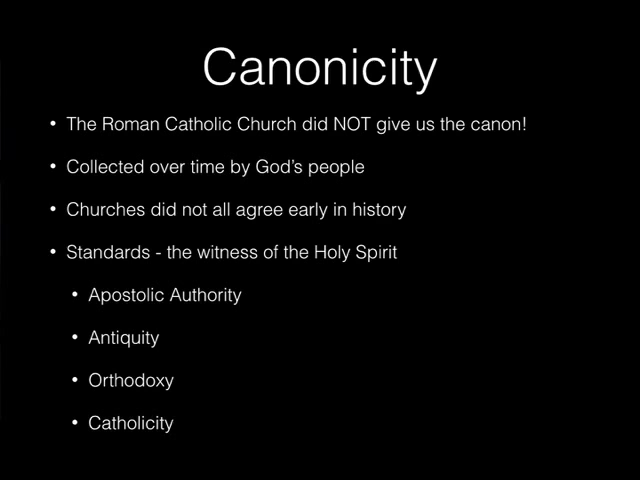 Canonicity
• The Roman Catholic Church did NOT give us the canon!
• Collected over time by God's people
• Churches did not all agree early in history
• Standards - the witness of the Holy Spirit
• Apostolic Authority
• Antiquity
• Orthodoxy
• Catholicity